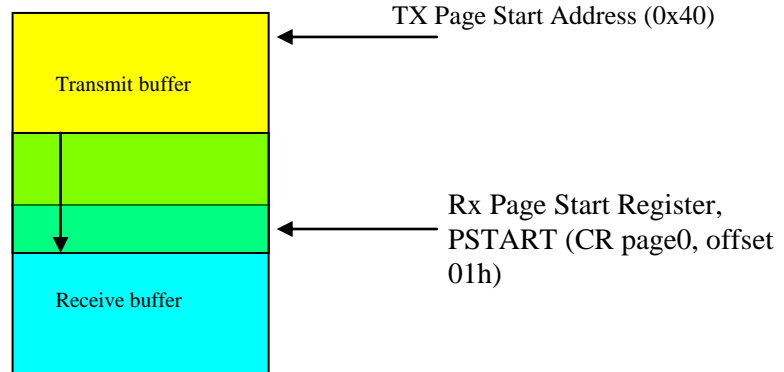 TX Page Start Address (0x40)
Transmit buffer
Rx Page Start Register,
PSTART (CR page0, offset
01h)
Receive buffer